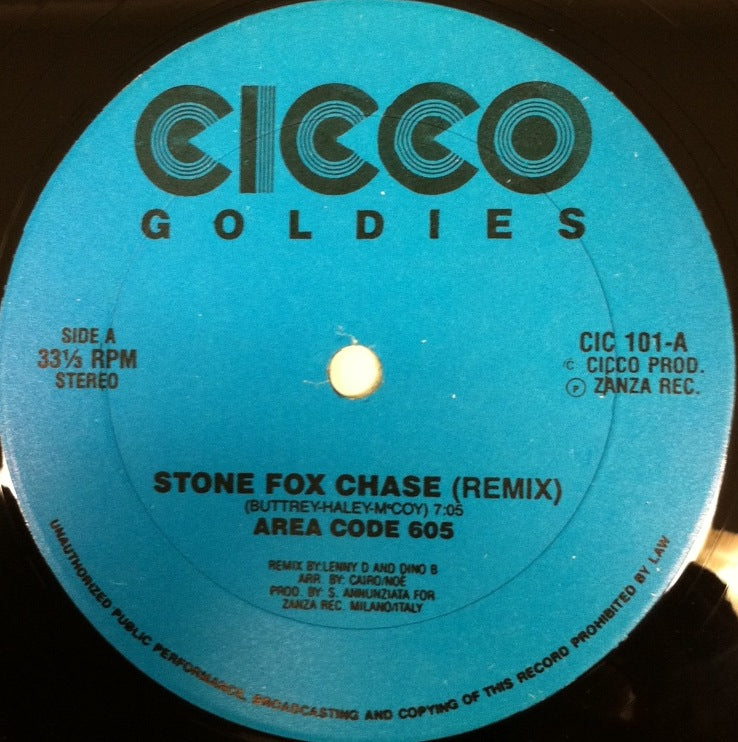 CICCO
GOLDIES
SIDE A
33⅓ RPM
STEREO
CIC 101-A
© CICCO PROD.
℗ ZANZA REC.
STONE FOX CHASE (REMIX)
(BUTTREY-HALEY-McCOY) 7:05
AREA CODE 605
REMIX BY:LENNY D AND DINO B
ARR. BY: CAIRO/NOÈ
PROD. BY: S. ANNUNZIATA FOR
ZANZA REC. MILANO/ITALY
UNAUTHORIZED PUBLIC PERFORMANCE, BROADCASTING AND COPYING OF THIS RECORD PROHIBITED BY LAW